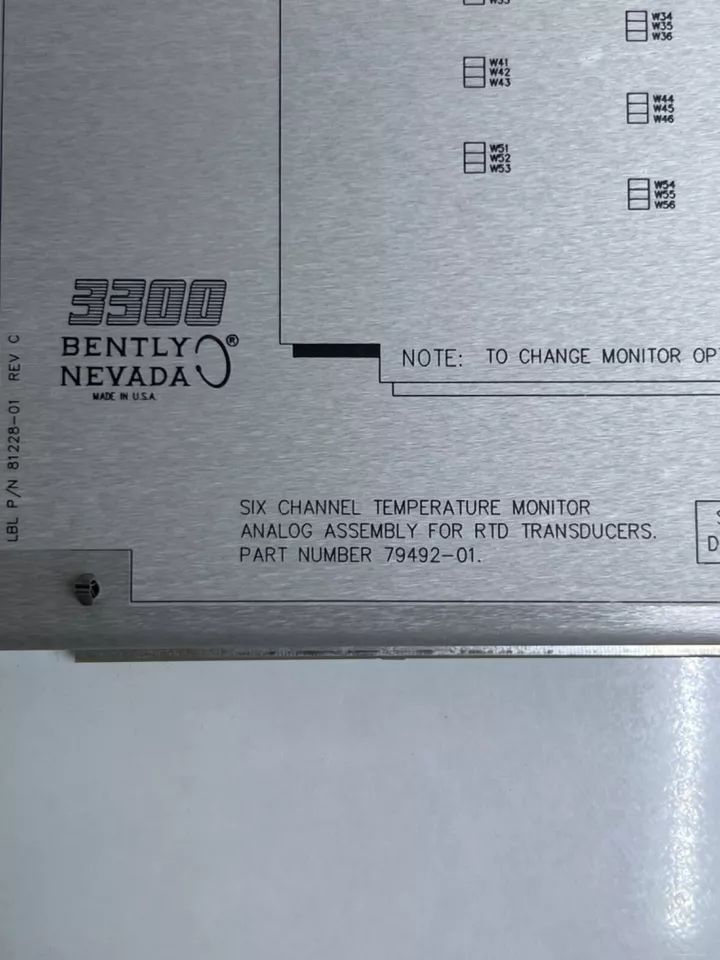 W33
W34
W35
W36
W41
W42
W43
W44
W45
W46
W51
W52
W53
W54
W55
W56
3300
BENTLY
NEVADA®
MADE IN U.S.A.
LBL P/N 81228-01 REV C
NOTE: TO CHANGE MONITOR OP
SIX CHANNEL TEMPERATURE MONITOR
ANALOG ASSEMBLY FOR RTD TRANSDUCERS.
PART NUMBER 79492-01.
D